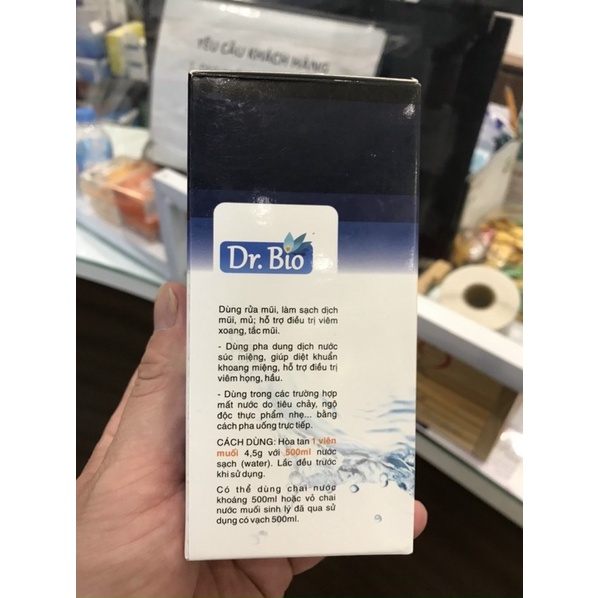 YÊU CẦU KHÁCH HÀNG
Dr. Bio
Dùng rửa mũi, làm sạch dịch
mũi, mủ; hỗ trợ điều trị viêm
xoang, tắc mũi.
- Dùng pha dung dịch nước
súc miệng, giúp diệt khuẩn
khoang miệng, hỗ trợ điều trị
viêm họng, hầu.
- Dùng trong các trường hợp
mất nước do tiêu chảy, ngộ
độc thực phẩm nhẹ... bằng
cách pha uống trực tiếp.
CÁCH DÙNG: Hòa tan 1 viên
muối 4,5g với 500ml nước
sạch (water). Lắc đều trước
khi sử dụng.
Có thể dùng chai nước
khoáng 500ml hoặc vỏ chai
nước muối sinh lý đã qua sử
dụng có vạch 500ml.